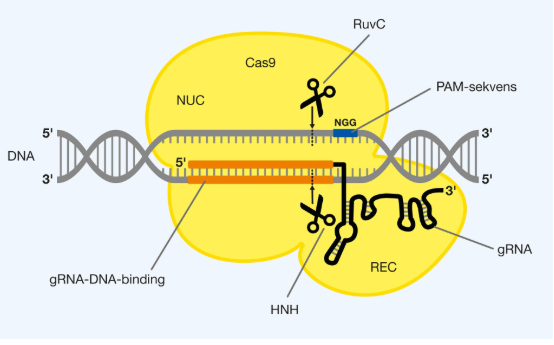 RuvC
Cas9
PAM-sekvens
NUC
NGG
5'
3'
DNA
5'
3'
5'
3'
gRNA
REC
gRNA-DNA-binding
HNH